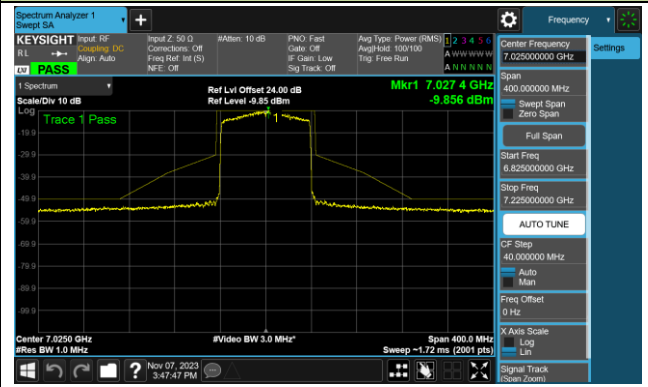 Spectrum Analyzer 1
Swept SA
Frequency
KEYSIGHT
RL
LXI
PASS
Input: RF
Coupling: DC
Align: Auto
Input Z: 50 Ω
Corrections: Off
Freq Ref: Int (S)
NFE: Off
#Atten: 10 dB
PNO: Fast
Gate: Off
IF Gain: Low
Sig Track: Off
Avg Type: Power (RMS)
Avg|Hold: 100/100
Trig: Free Run
1 2 3 4 5 6
A W W W W W
A N N N N N
1 Spectrum
Scale/Div 10 dB
Ref Lvl Offset 24.00 dB
Ref Level -9.85 dBm
Mkr1 7.027 4 GHz
-9.856 dBm
Log
Trace 1 Pass
1
-19.9
-29.9
-39.9
-49.9
-59.9
-69.9
-79.9
-89.9
-99.9
Center 7.0250 GHz
#Res BW 1.0 MHz
#Video BW 3.0 MHz*
Span 400.0 MHz
Sweep ~1.72 ms (2001 pts)
Nov 07, 2023
3:47:47 PM
Center Frequency
7.025000000 GHz
Settings
Span
400.000000 MHz
Swept Span
Zero Span
Full Span
Start Freq
6.825000000 GHz
Stop Freq
7.225000000 GHz
AUTO TUNE
CF Step
40.000000 MHz
Auto
Man
Freq Offset
0 Hz
X Axis Scale
Log
Lin
Signal Track
(Span Zoom)